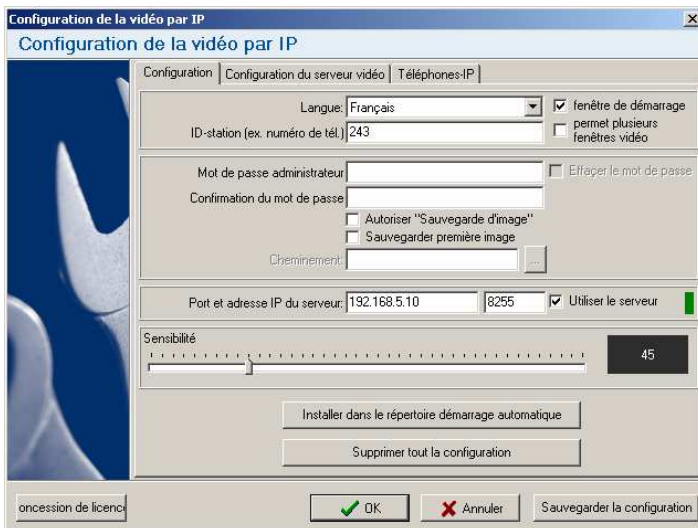 Configuration de la vidéo par IP
Configuration de la vidéo par IP
Configuration
Configuration du serveur vidéo
Téléphones-IP
Langue: Français
fenêtre de démarrage
ID-station (ex. numéro de tél.) 243
permet plusieurs
fenêtres vidéo
Mot de passe administrateur
Effaçer le mot de passe
Confirmation du mot de passe
Autoriser "Sauvegarde d'image"
Sauvegarder première image
Cheminement:
...
Port et adresse IP du serveur: 192.168.5.10 8255 Utiliser le serveur
Sensibilité
45
Installer dans le répertoire démarrage automatique
Supprimer tout la configuration
oncession de licenc
OK
Annuler
Sauvegarder la configuration